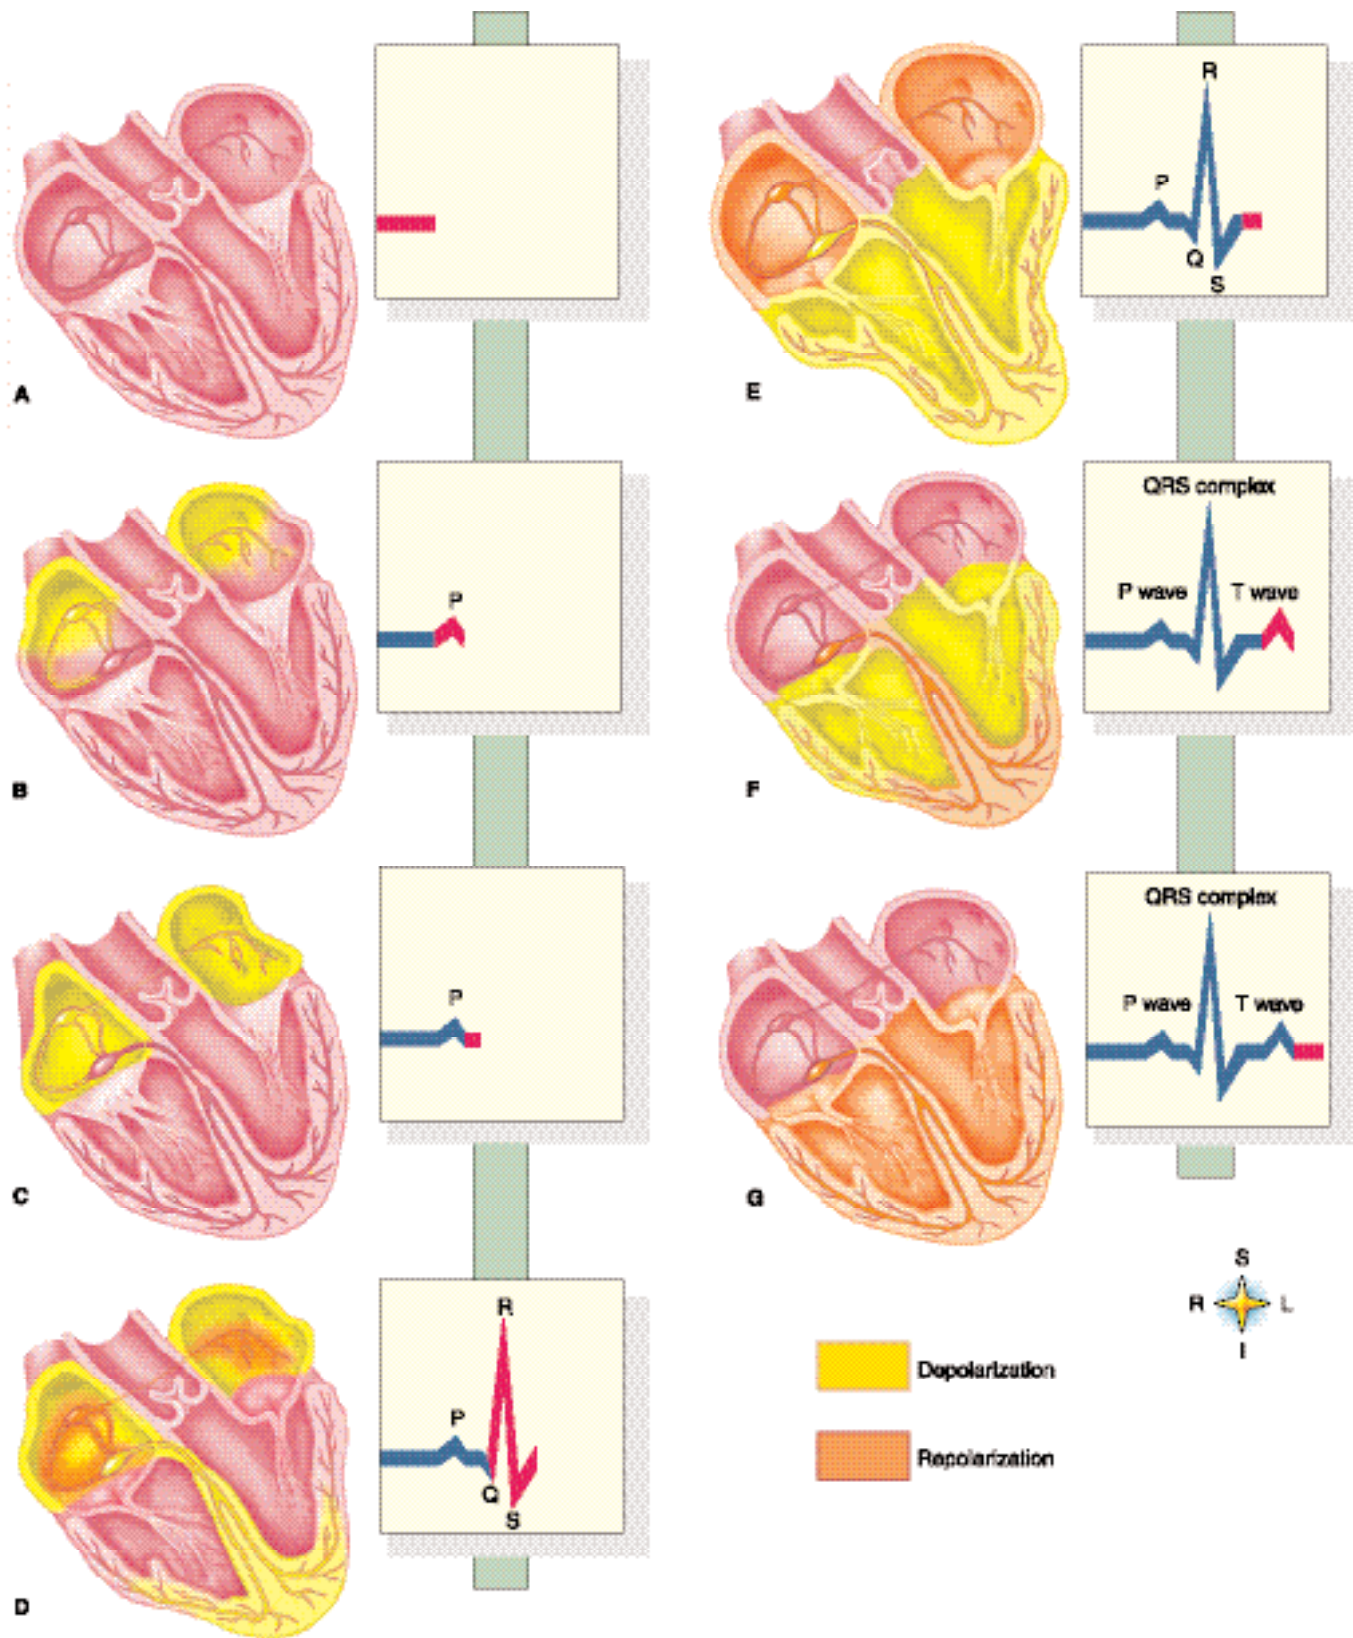 A
P
B
P
C
R
P
Q
S
D
R
P
Q
S
E
QRS complex
P wave
T wave
F
QRS complex
P wave
T wave
G
S
R
L
I
Depolarization
Repolarization